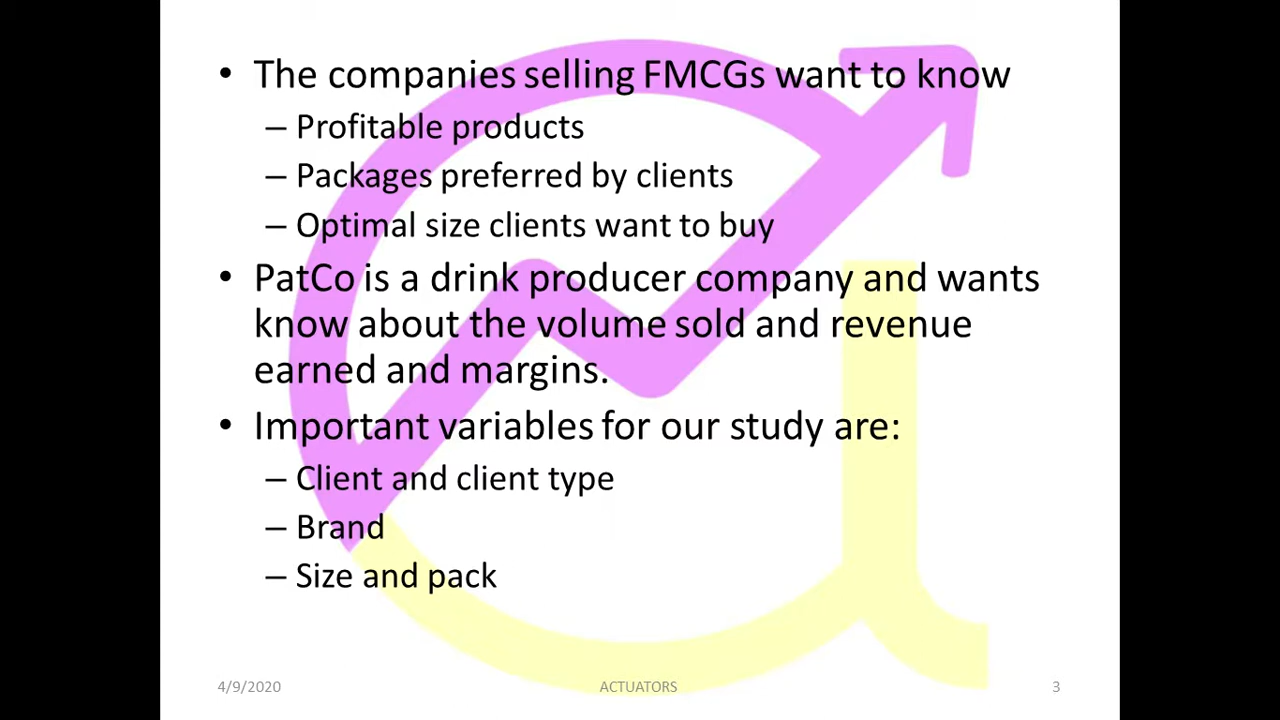 • The companies selling FMCGs want to know
– Profitable products
– Packages preferred by clients
– Optimal size clients want to buy
• PatCo is a drink producer company and wants
know about the volume sold and revenue
earned and margins.
• Important variables for our study are:
– Client and client type
– Brand
– Size and pack
4/9/2020 ACTUATORS 3